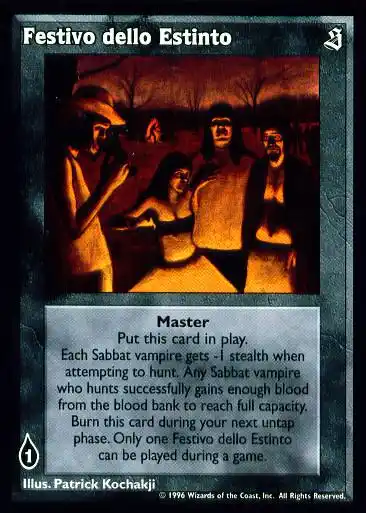 Festivo dello Estinto
Master
Put this card in play.
Each Sabbat vampire gets -1 stealth when
attempting to hunt. Any Sabbat vampire
who hunts successfully gains enough blood
from the blood bank to reach full capacity.
Burn this card during your next untap
phase. Only one Festivo dello Estinto
can be played during a game.
1
Illus. Patrick Kochakji
© 1996 Wizards of the Coast, Inc. All Rights Reserved.